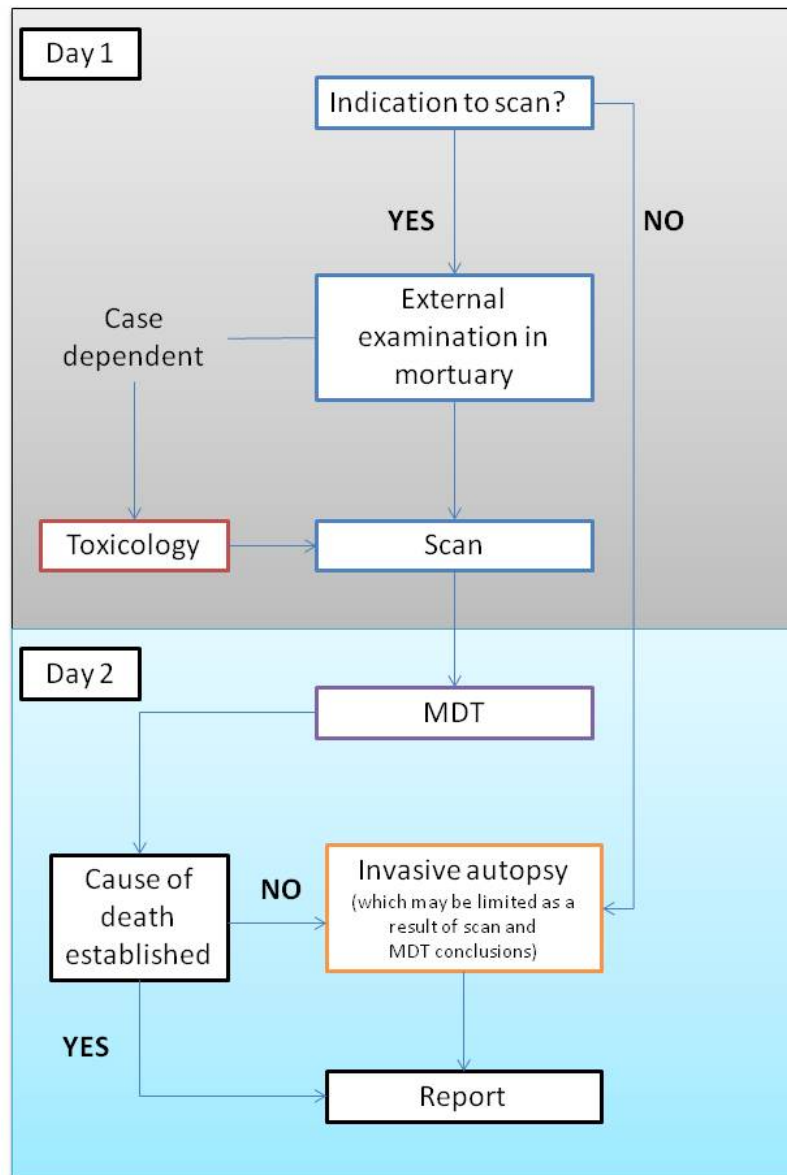 Day 1
Indication to scan?
YES
NO
External
examination in
mortuary
Case
dependent
Toxicology
Scan
Day 2
MDT
Cause of
death
established
NO
Invasive autopsy
(which may be limited as a
result of scan and
MDT conclusions)
YES
Report